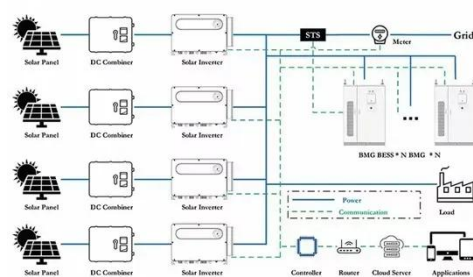 STS
Meter
Grid
Solar Panel
DC Combiner
Solar Inverter
Solar Panel
DC Combiner
Solar Inverter
BMG BESS * N BMG * N
Solar Panel
DC Combiner
Solar Inverter
Power
Communication
Load
Solar Panel
DC Combiner
Solar Inverter
Controller
Router
Cloud Server
Application